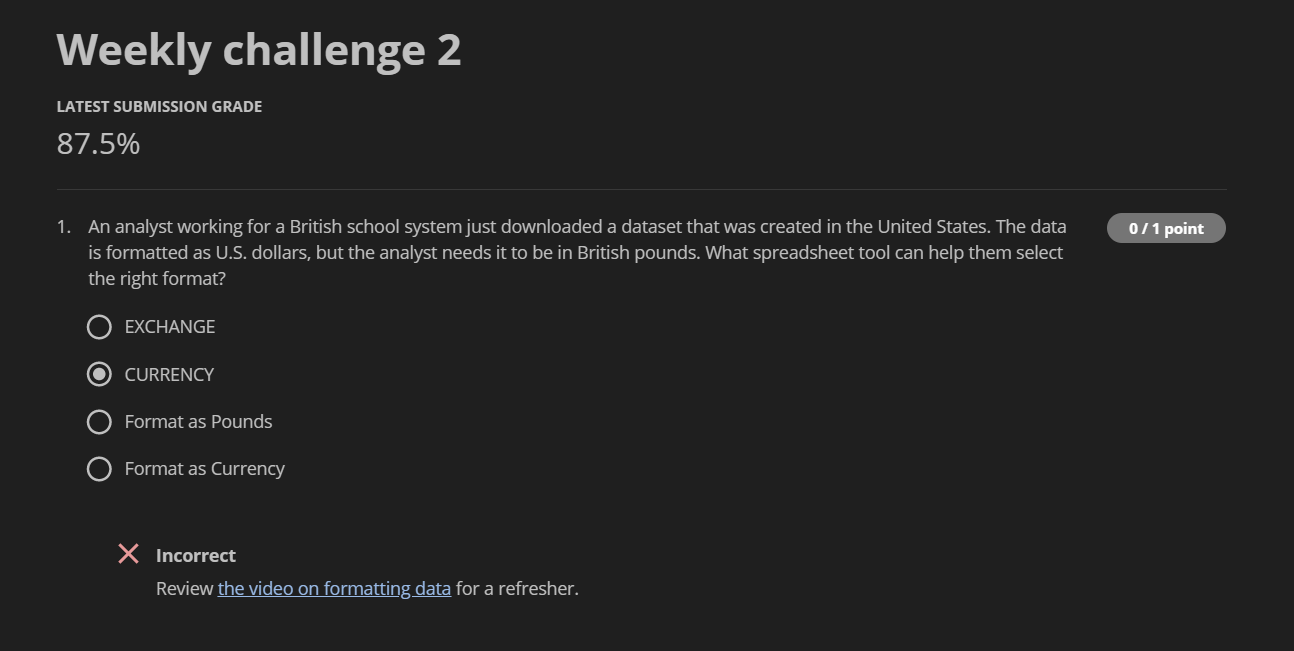 Weekly challenge 2
LATEST SUBMISSION GRADE
87.5%
1. An analyst working for a British school system just downloaded a dataset that was created in the United States. The data
0 / 1 point
is formatted as U.S. dollars, but the analyst needs it to be in British pounds. What spreadsheet tool can help them select
the right format?
EXCHANGE
CURRENCY
Format as Pounds
Format as Currency
Incorrect
Review the video on formatting data for a refresher.